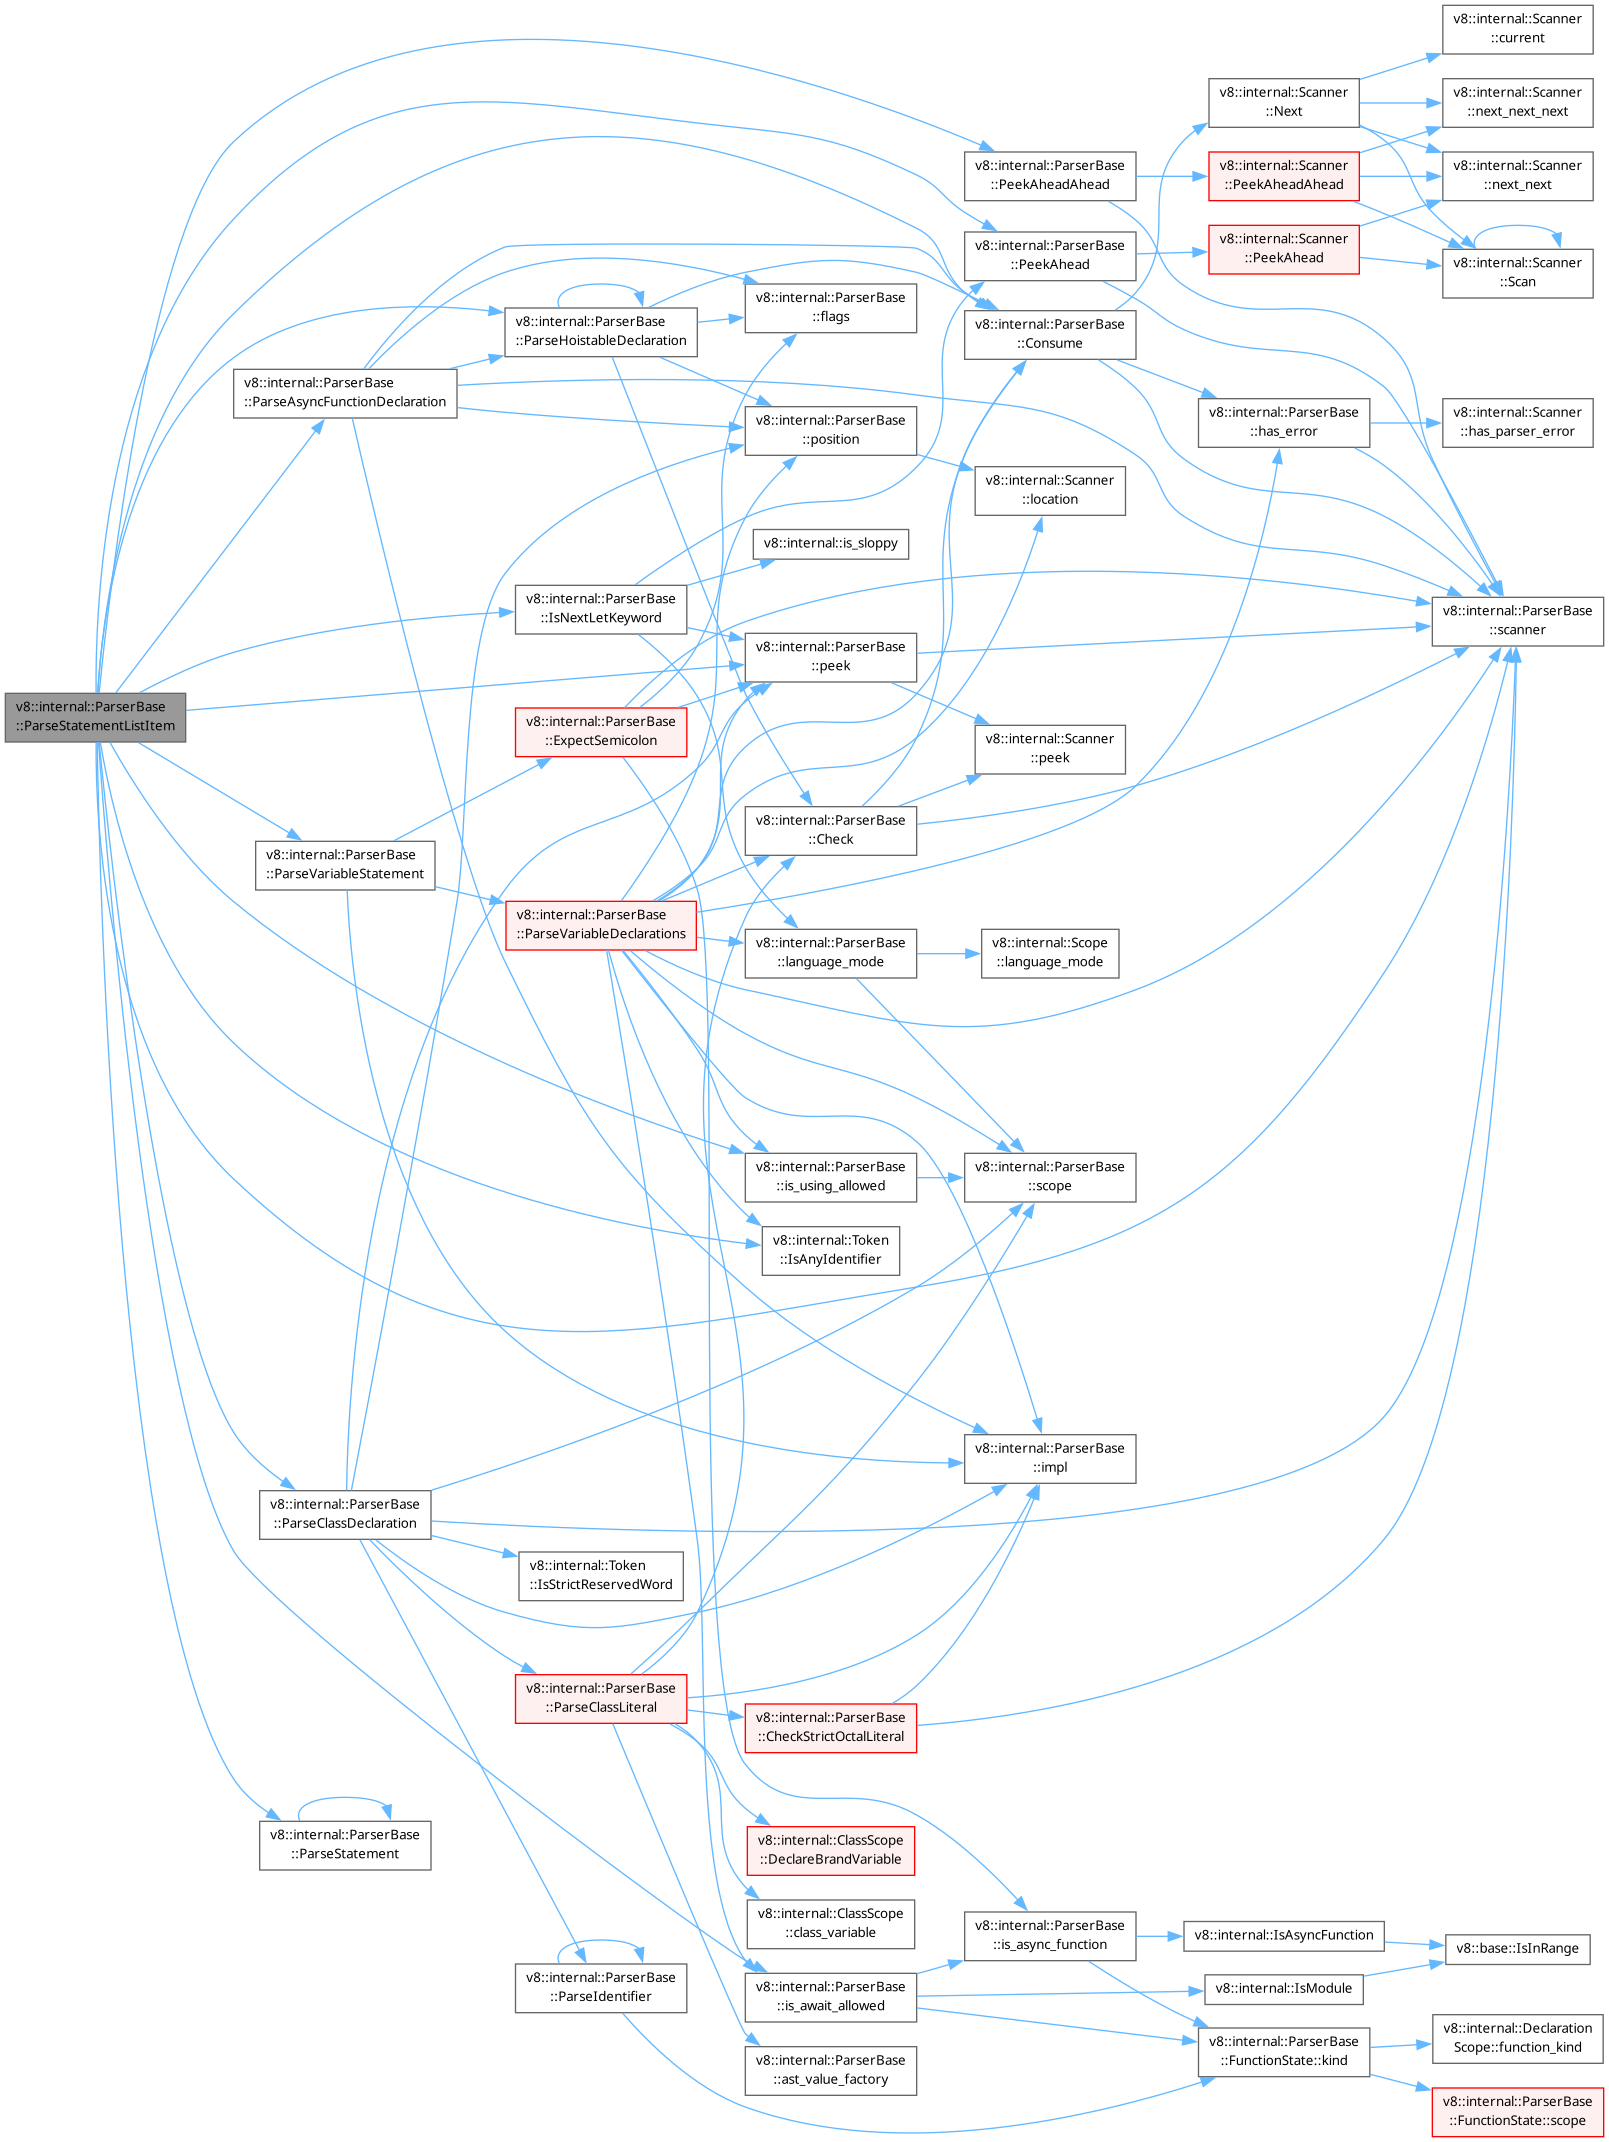 v8::internal::Scanner
::current
v8::internal::Scanner
::Next
v8::internal::Scanner
::next_next_next
v8::internal::ParserBase
::PeekAheadAhead
v8::internal::Scanner
::PeekAheadAhead
v8::internal::Scanner
::next_next
v8::internal::ParserBase
::PeekAhead
v8::internal::Scanner
::PeekAhead
v8::internal::Scanner
::Scan
v8::internal::ParserBase
::flags
v8::internal::ParserBase
::ParseHoistableDeclaration
v8::internal::ParserBase
::Consume
v8::internal::ParserBase
::ParseAsyncFunctionDeclaration
v8::internal::ParserBase
::position
v8::internal::ParserBase
::has_error
v8::internal::Scanner
::has_parser_error
v8::internal::Scanner
::location
v8::internal::is_sloppy
v8::internal::ParserBase
::IsNextLetKeyword
v8::internal::ParserBase
::scanner
v8::internal::ParserBase
::peek
v8::internal::ParserBase
::ParseStatementListItem
v8::internal::ParserBase
::ExpectSemicolon
v8::internal::Scanner
::peek
v8::internal::ParserBase
::Check
v8::internal::ParserBase
::ParseVariableStatement
v8::internal::ParserBase
::ParseVariableDeclarations
v8::internal::ParserBase
::language_mode
v8::internal::Scope
::language_mode
v8::internal::ParserBase
::is_using_allowed
v8::internal::ParserBase
::scope
v8::internal::Token
::IsAnyIdentifier
v8::internal::ParserBase
::impl
v8::internal::ParserBase
::ParseClassDeclaration
v8::internal::Token
::IsStrictReservedWord
v8::internal::ParserBase
::ParseClassLiteral
v8::internal::ParserBase
::CheckStrictOctalLiteral
v8::internal::ParserBase
::ParseStatement
v8::internal::ClassScope
::DeclareBrandVariable
v8::internal::ClassScope
::class_variable
v8::internal::ParserBase
::is_async_function
v8::internal::IsAsyncFunction
v8::base::IsInRange
v8::internal::ParserBase
::ParseIdentifier
v8::internal::ParserBase
::is_await_allowed
v8::internal::IsModule
v8::internal::ParserBase
::FunctionState::kind
v8::internal::Declaration
Scope::function_kind
v8::internal::ParserBase
::ast_value_factory
v8::internal::ParserBase
::FunctionState::scope